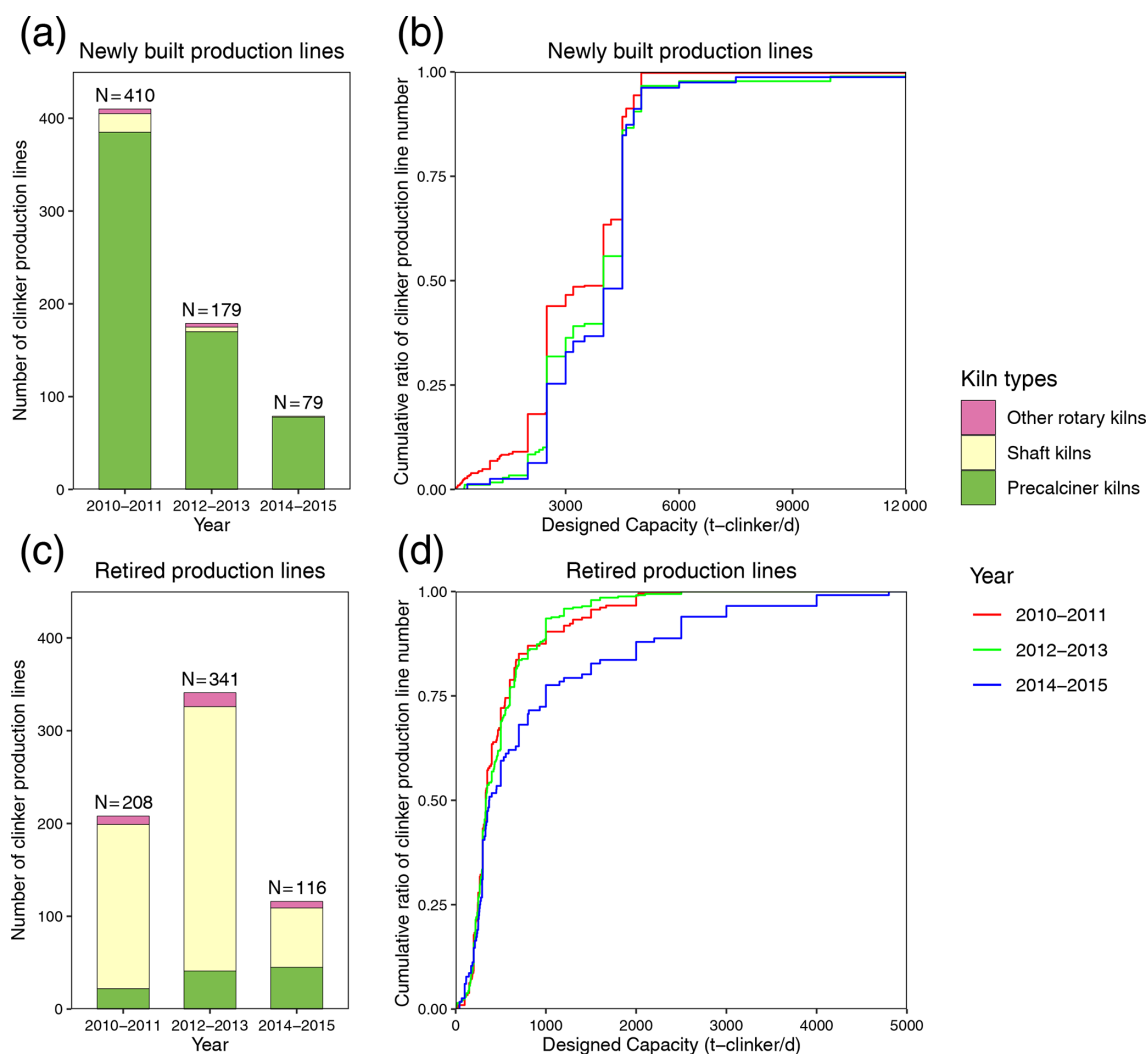 (a)
Newly built production lines
Number of clinker production lines
400
300
200
100
0
N=410
N=179
N=79
2010–2011
2012–2013
2014–2015
Year
(b)
Newly built production lines
Cumulative ratio of clinker production line number
1.00
0.75
0.50
0.25
0.00
3000
6000
9000
12000
Designed Capacity (t–clinker/d)
Kiln types
Other rotary kilns
Shaft kilns
Precalciner kilns
(c)
Retired production lines
Number of clinker production lines
400
300
200
100
0
N=208
N=341
N=116
2010–2011
2012–2013
2014–2015
Year
(d)
Retired production lines
Cumulative ratio of clinker production line number
1.00
0.75
0.50
0.25
0.00
0
1000
2000
3000
4000
5000
Designed Capacity (t–clinker/d)
Year
2010–2011
2012–2013
2014–2015